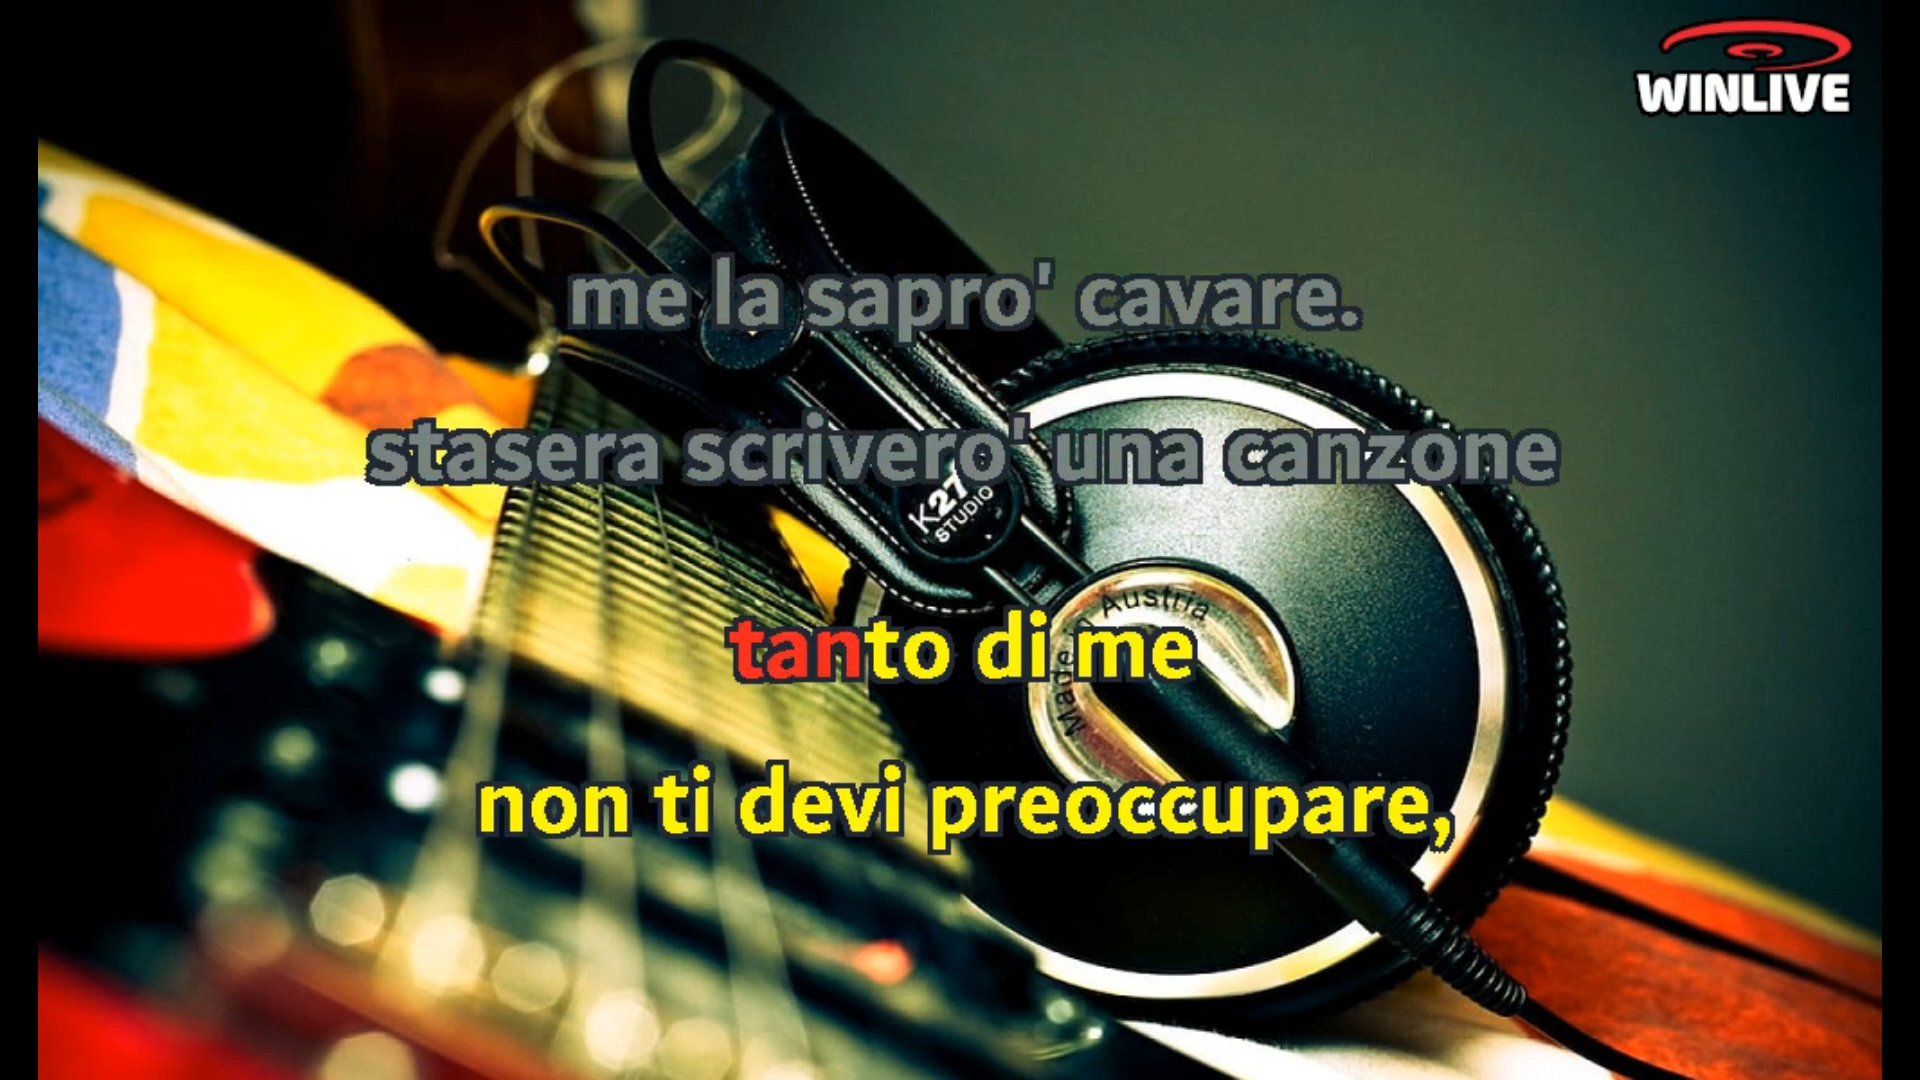 WINLIVE
me la sapro' cavare.
stasera scrivero' una canzone
K27
STUDIO
Made Austria
tanto di me
non ti devi preoccupare,